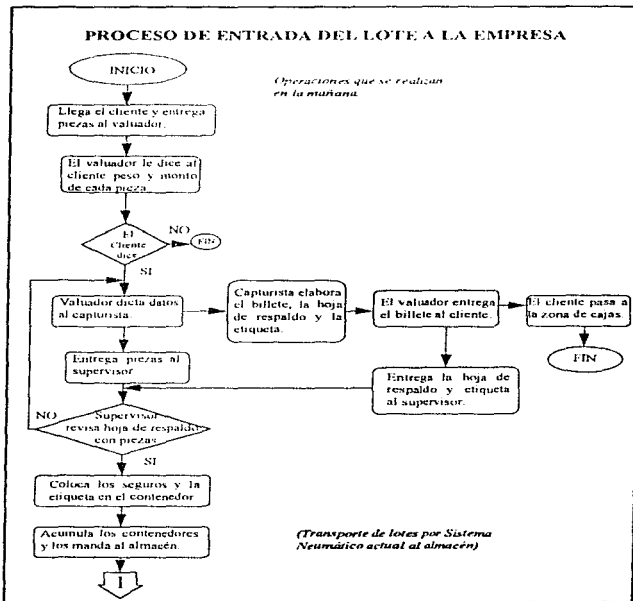 PROCESO DE ENTRADA DEL LOTE A LA EMPRESA
INICIO
Operaciones que se realizan
en la mañana.
Llega el cliente y entrega
piezas al valuador.
El valuador le dice al
cliente peso y monto
de cada pieza.
El
Cliente
dice
NO
FIN
SI
Valuador dicta datos
al capturista.
Capturista elabora
el billete, la hoja
de respaldo y la
etiqueta.
El valuador entrega
el billete al cliente.
El cliente pasa a
la zona de cajas.
FIN
Entrega piezas al
supervisor
Entrega la hoja de
respaldo y etiqueta
al supervisor.
NO
Supervisor
revisa hoja de respaldo
con piezas
SI
Coloca los seguros y la
etiqueta en el contenedor
Acumula los contenedores
y los manda al almacén.
(Transporte de lotes por Sistema
Neumático actual al almacén)
1